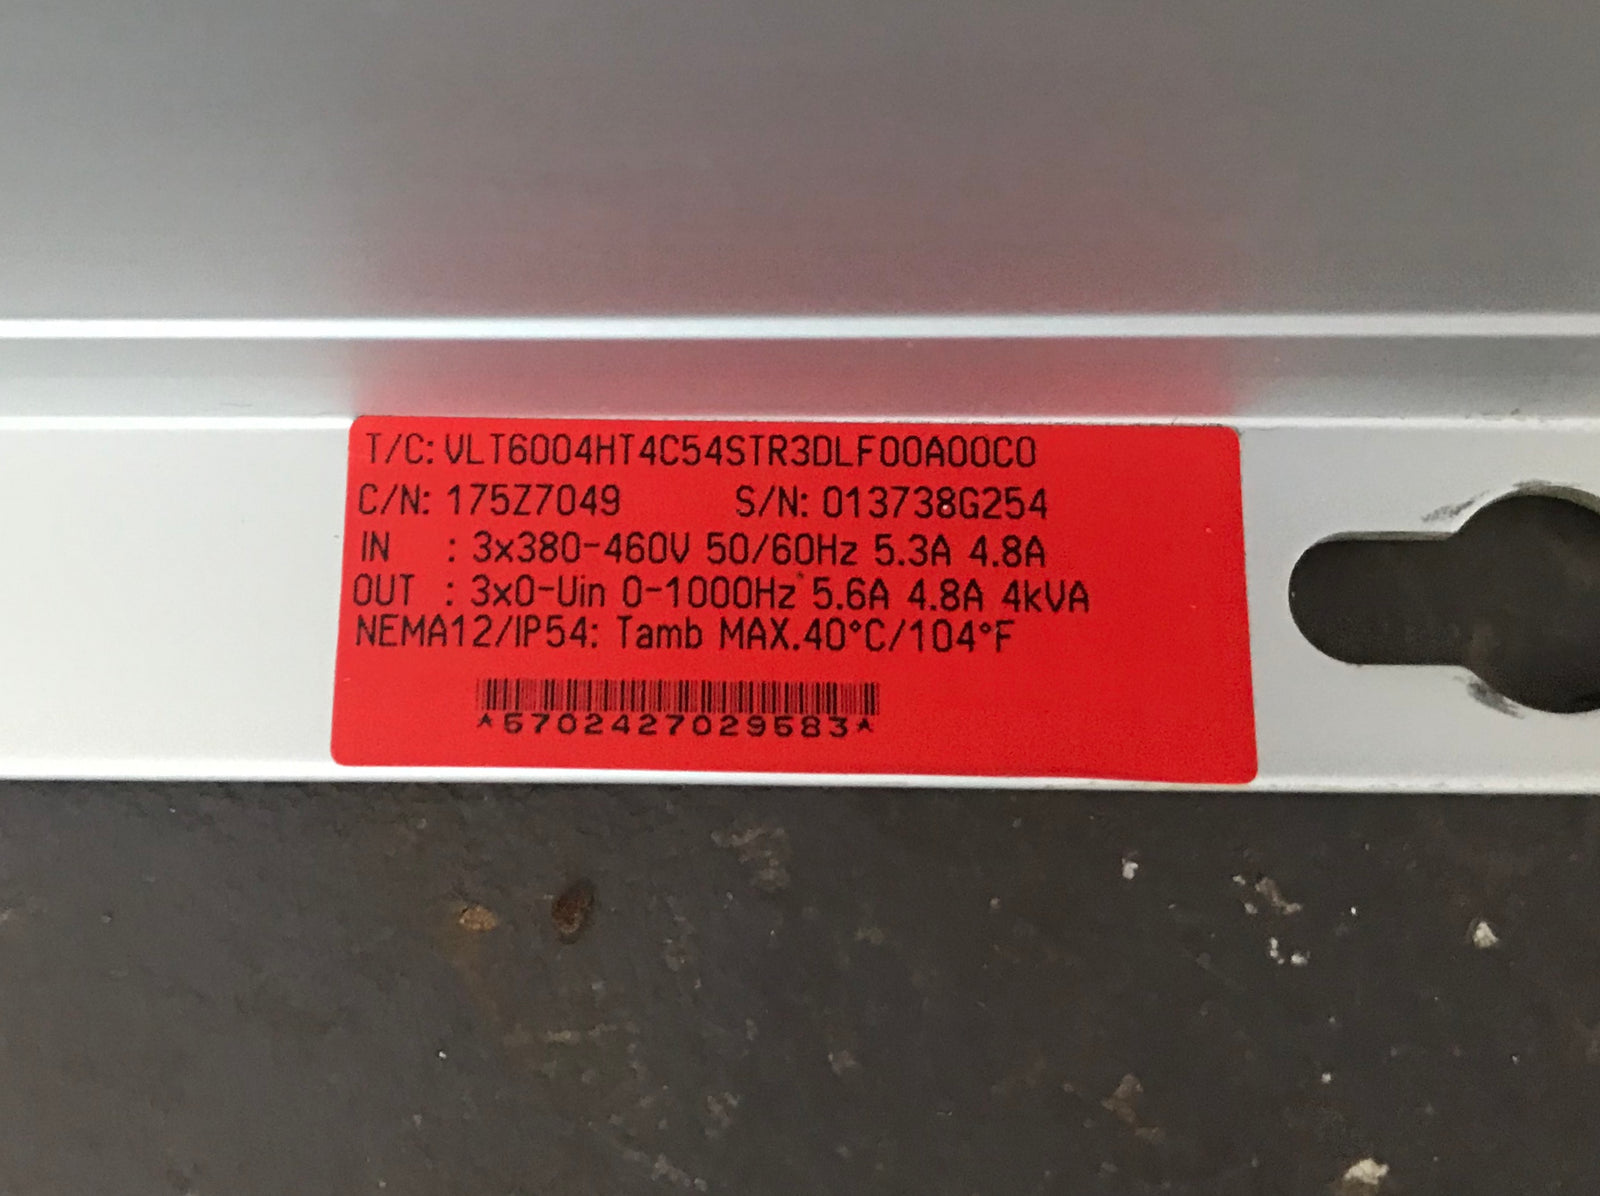 T/C: VLT6004HT4C54STR3DLF00A00C0
C/N: 175Z7049 S/N: 013738G254
IN : 3x380-460V 50/60Hz 5.3A 4.8A
OUT : 3x0-Uin 0-1000Hz 5.6A 4.8A 4kVA
NEMA12/IP54: Tamb MAX.40°C/104°F
*5702427029583*